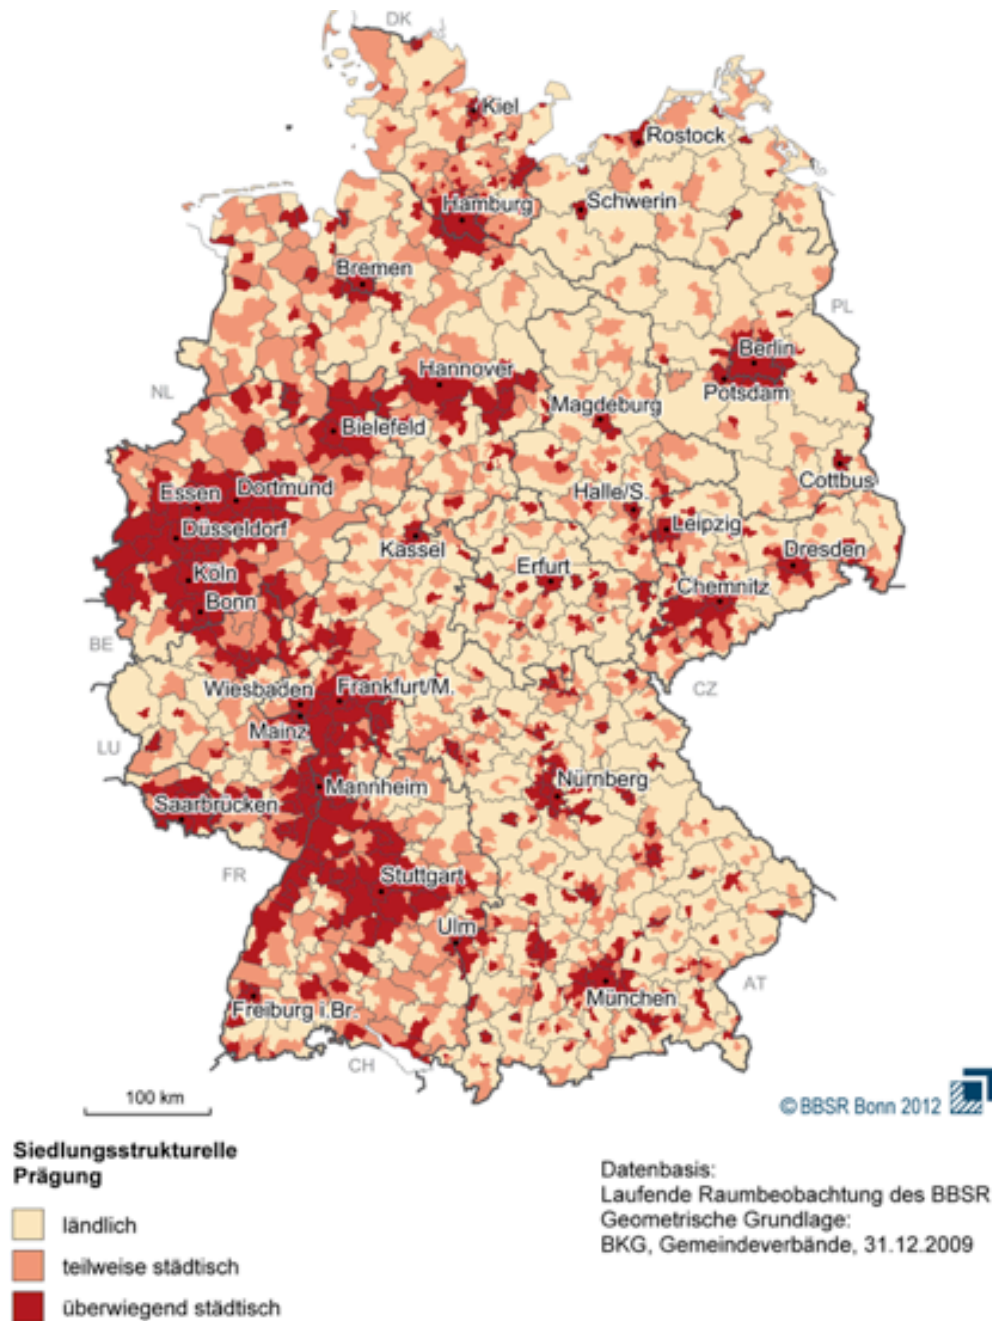 DK
Kiel
Rostock
Hamburg
Schwerin
Bremen
PL
Berlin
Hannover
NL
Potsdam
Magdeburg
Bielefeld
Cottbus
Essen
Dortmund
Halle/S.
Düsseldorf
Leipzig
Kassel
Dresden
Köln
Erfurt
Chemnitz
Bonn
BE
Wiesbaden
Frankfurt/M.
CZ
Mainz
LU
Nürnberg
Mannheim
Saarbrücken
FR
Stuttgart
Ulm
AT
München
Freiburg i.Br.
CH
100 km
© BBSR Bonn 2012
Siedlungsstrukturelle
Prägung
ländlich
teilweise städtisch
überwiegend städtisch
Datenbasis:
Laufende Raumbeobachtung des BBSR
Geometrische Grundlage:
BKG, Gemeindeverbände, 31.12.2009